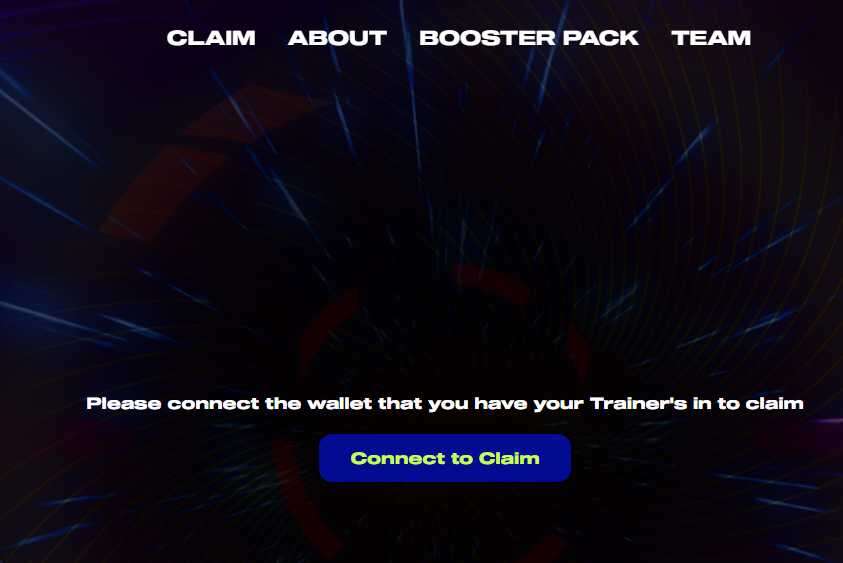 CLAIM ABOUT BOOSTER PACK TEAM
Please connect the wallet that you have your Trainer's in to claim
Connect to Claim